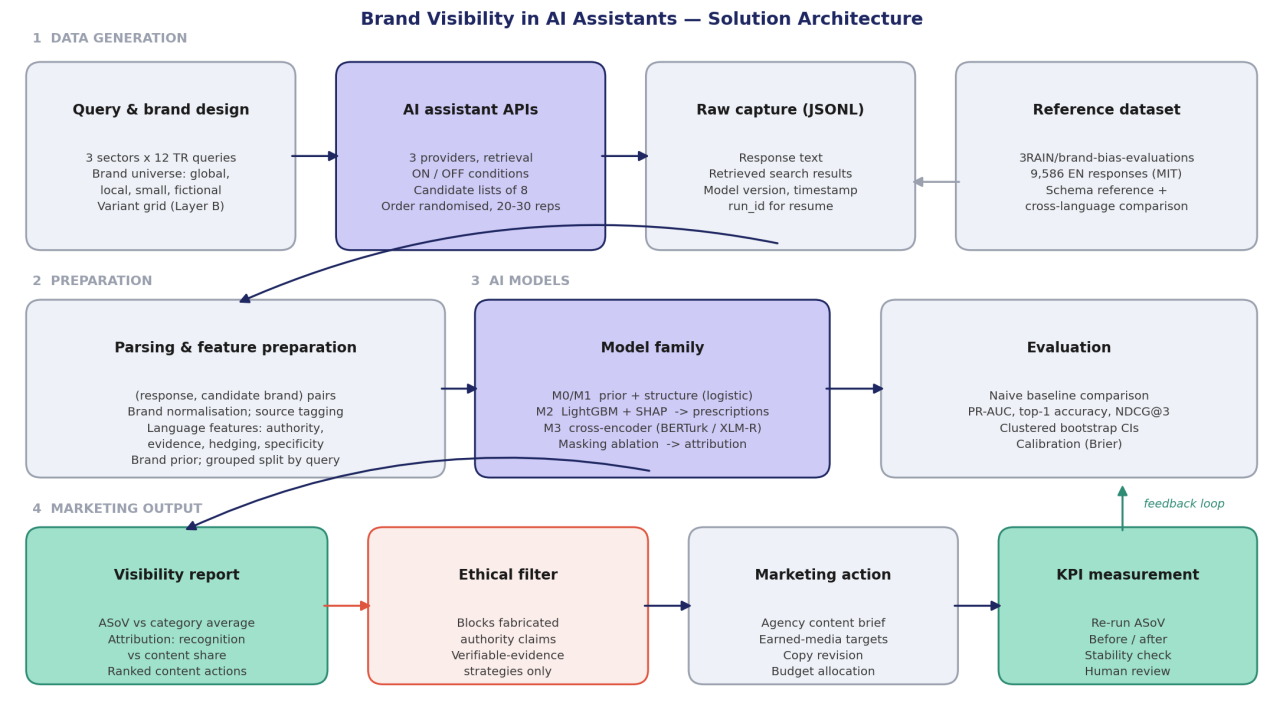 Brand Visibility in AI Assistants — Solution Architecture
1 DATA GENERATION
Query & brand design
3 sectors x 12 TR queries
Brand universe: global,
local, small, fictional
Variant grid (Layer B)
AI assistant APIs
3 providers, retrieval
ON / OFF conditions
Candidate lists of 8
Order randomised, 20-30 reps
Raw capture (JSONL)
Response text
Retrieved search results
Model version, timestamp
run_id for resume
Reference dataset
3RAIN/brand-bias-evaluations
9,586 EN responses (MIT)
Schema reference +
cross-language comparison
2 PREPARATION
Parsing & feature preparation
(response, candidate brand) pairs
Brand normalisation; source tagging
Language features: authority,
evidence, hedging, specificity
Brand prior; grouped split by query
3 AI MODELS
Model family
M0/M1 prior + structure (logistic)
M2 LightGBM + SHAP -> prescriptions
M3 cross-encoder (BERTurk / XLM-R)
Masking ablation -> attribution
Evaluation
Naive baseline comparison
PR-AUC, top-1 accuracy, NDCG@3
Clustered bootstrap CIs
Calibration (Brier)
4 MARKETING OUTPUT
feedback loop
Visibility report
ASoV vs category average
Attribution: recognition
vs content share
Ranked content actions
Ethical filter
Blocks fabricated
authority claims
Verifiable-evidence
strategies only
Marketing action
Agency content brief
Earned-media targets
Copy revision
Budget allocation
KPI measurement
Re-run ASoV
Before / after
Stability check
Human review